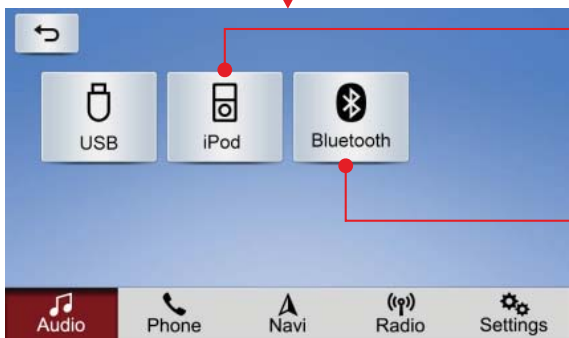 USB
iPod
Bluetooth
Audio
Phone
Navi
Radio
Settings